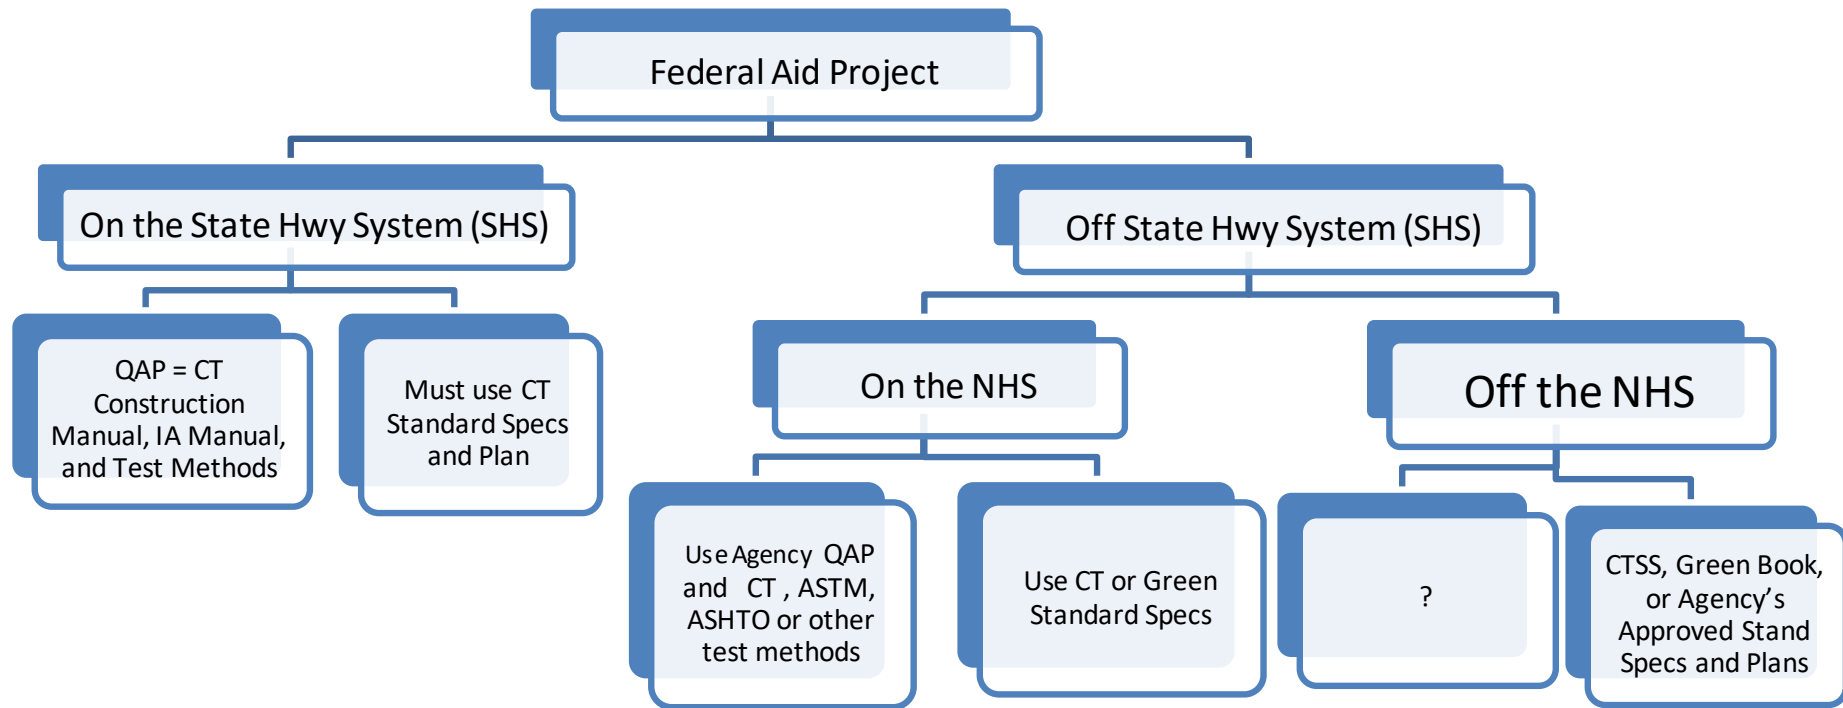 Federal Aid Project
On the State Hwy System (SHS)
Off State Hwy System (SHS)
QAP = CT
Construction
Manual, IA Manual,
and Test Methods
Must use CT
Standard Specs
and Plan
On the NHS
Off the NHS
Use Agency QAP
and CT , ASTM,
ASHTO or other
test methods
Use CT or Green
Standard Specs
?
CTSS, Green Book,
or Agency’s
Approved Stand
Specs and Plans